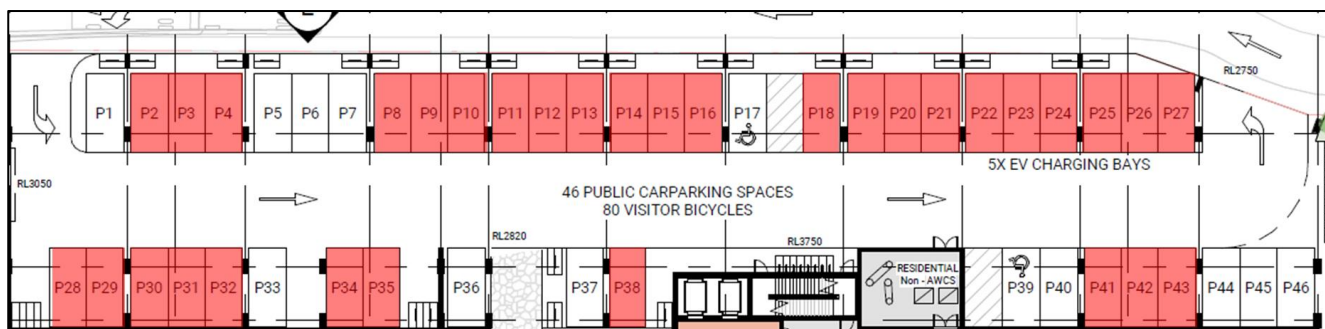 RL2750
P1 P2 P3 P4 P5 P6 P7 P8 P9 P10 P11 P12 P13 P14 P15 P16 P17 P18 P19 P20 P21 P22 P23 P24 P25 P26 P27
5X EV CHARGING BAYS
RL3050
46 PUBLIC CARPARKING SPACES
80 VISITOR BICYCLES
RL2820
RL3750
RESIDENTIAL
Non - AWCS
P28 P29 P30 P31 P32 P33 P34 P35 P36 P37 P38 P39 P40 P41 P42 P43 P44 P45 P46